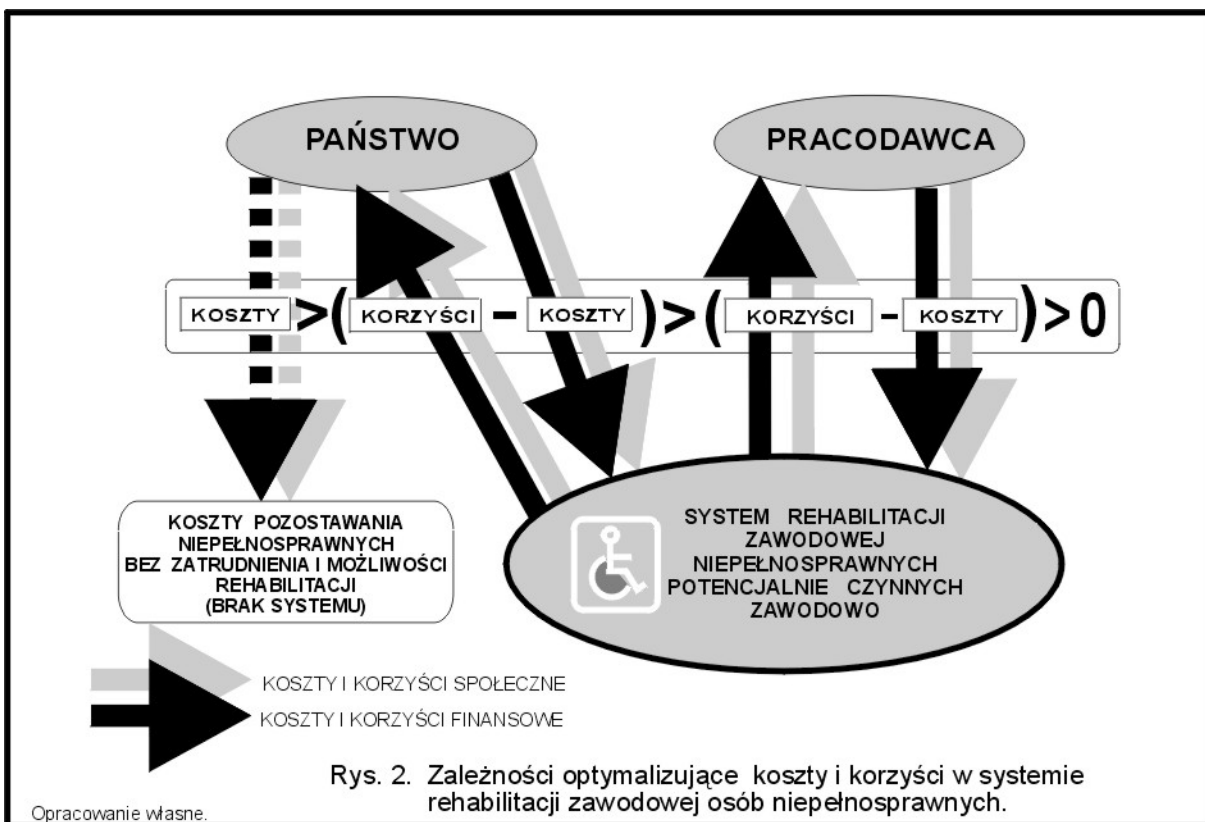 PAŃSTWO
PRACODAWCA
KOSZTY > ( KORZYŚCI – KOSZTY ) > ( KORZYŚCI - KOSZTY ) > 0
KOSZTY POZOSTAWANIA
NIEPEŁNOSPRAWNYCH
BEZ ZATRUDNIENIA I MOŻLIWOŚCI
REHABILITACJI
(BRAK SYSTEMU)
SYSTEM REHABILITACJI
ZAWODOWEJ
NIEPEŁNOSPRAWNYCH
POTENCJALNIE CZYNNYCH
ZAWODOWO
KOSZTY I KORZYŚCI SPOŁECZNE
KOSZTY I KORZYŚCI FINANSOWE
Rys. 2. Zależności optymalizujące koszty i korzyści w systemie
rehabilitacji zawodowej osób niepełnosprawnych.
Opracowanie własne.